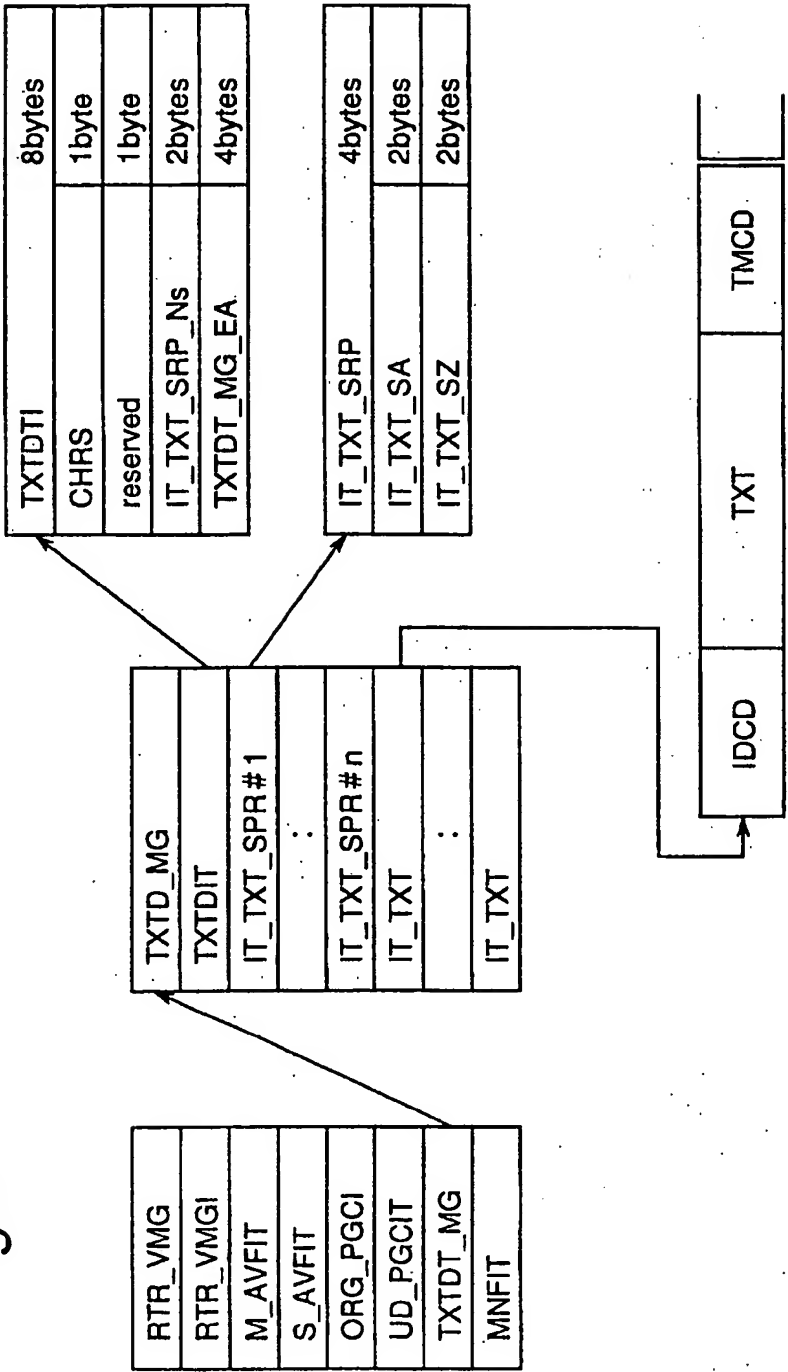 RTR_VMG
RTR_VMGI
M_AVFIT
S_AVFIT
ORG_PGCI
UD_PGCIT
TXTDT_MG
MNFIT
TXTD_MG
TXTDIT
IT_TXT_SPR#1
:
IT_TXT_SPR#n
IT_TXT
:
IT_TXT
TXTDTI 8bytes
CHRS 1byte
reserved 1byte
IT_TXT_SRP_Ns 2bytes
TXTDT_MG_EA 4bytes
IT_TXT_SRP 4bytes
IT_TXT_SA 2bytes
IT_TXT_SZ 2bytes
IDCD TXT TMCD